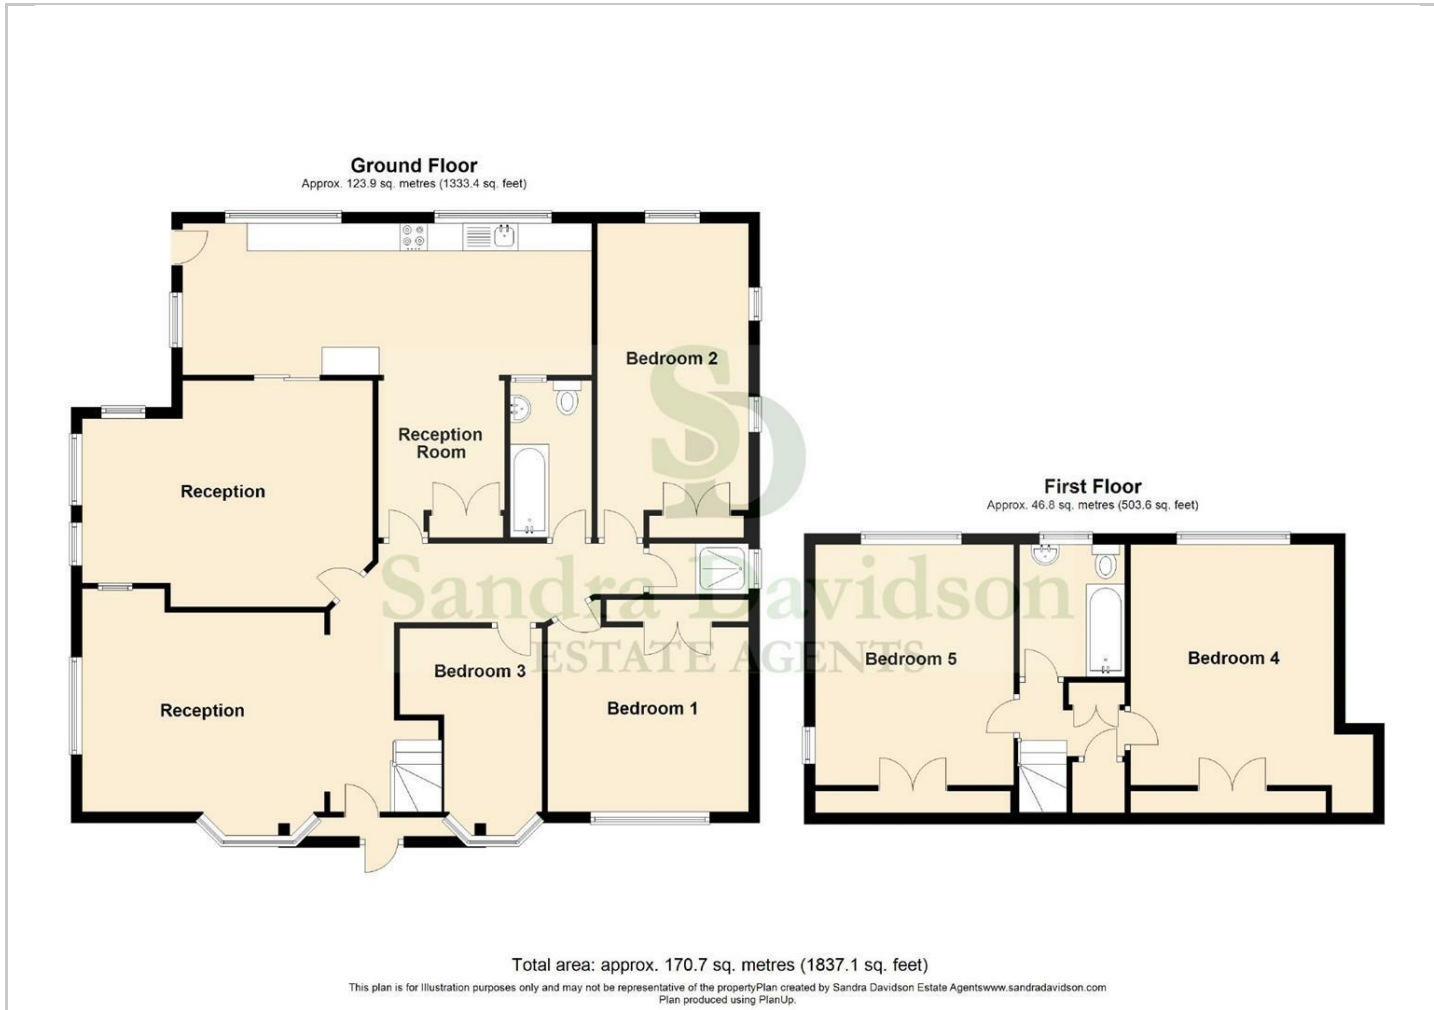 Ground Floor
Approx. 123.9 sq. metres (1333.4 sq. feet)
Bedroom 2
Reception
Room
Reception
Bedroom 3
Reception
Bedroom 1
First Floor
Approx. 46.8 sq. metres (503.6 sq. feet)
Bedroom 5
Bedroom 4
SD
Sandra Davidson
ESTATE AGENTS
Total area: approx. 170.7 sq. metres (1837.1 sq. feet)
This plan is for Illustration purposes only and may not be representative of the propertyPlan created by Sandra Davidson Estate Agentswww.sandradavidson.com
Plan produced using PlanUp.